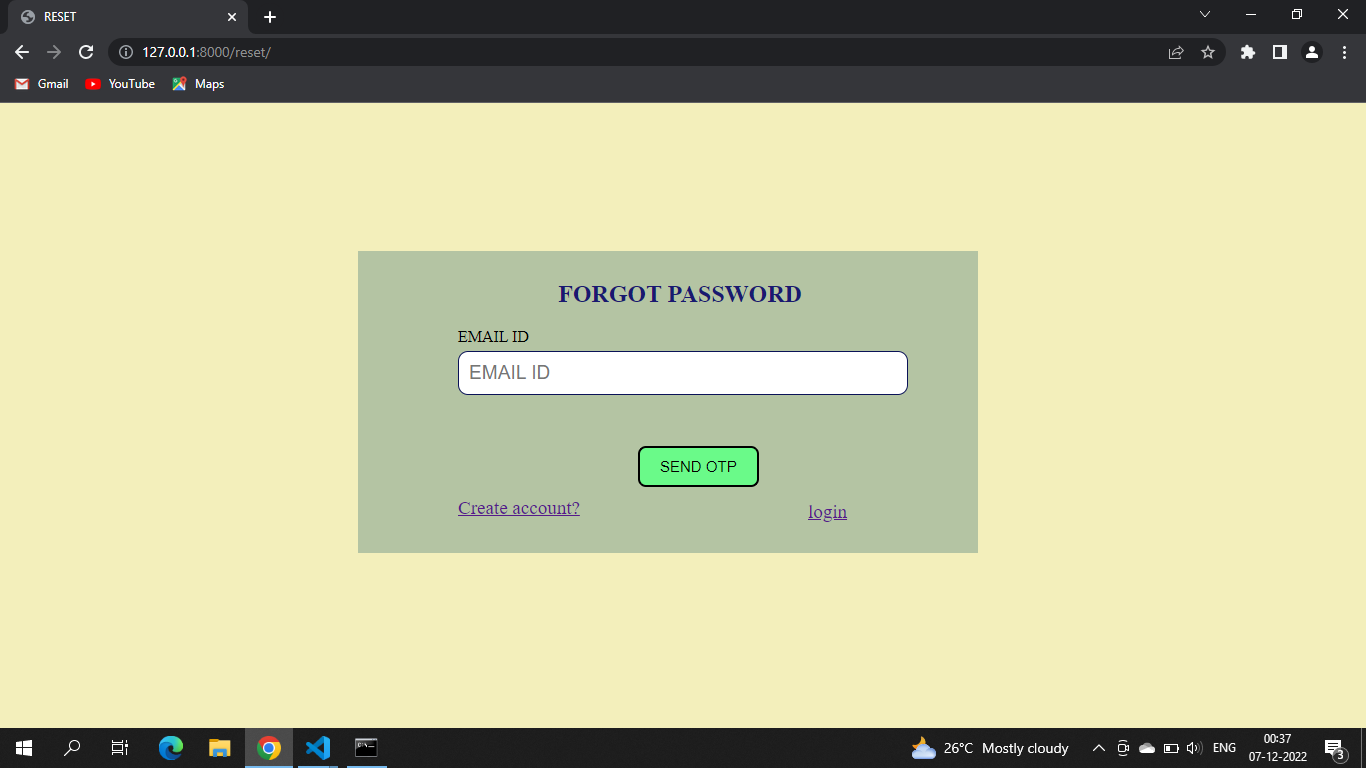 RESET
127.0.0.1:8000/reset/
Gmail YouTube Maps
FORGOT PASSWORD
EMAIL ID
EMAIL ID
SEND OTP
Create account? login
26°C Mostly cloudy ENG 00:37
07-12-2022 3